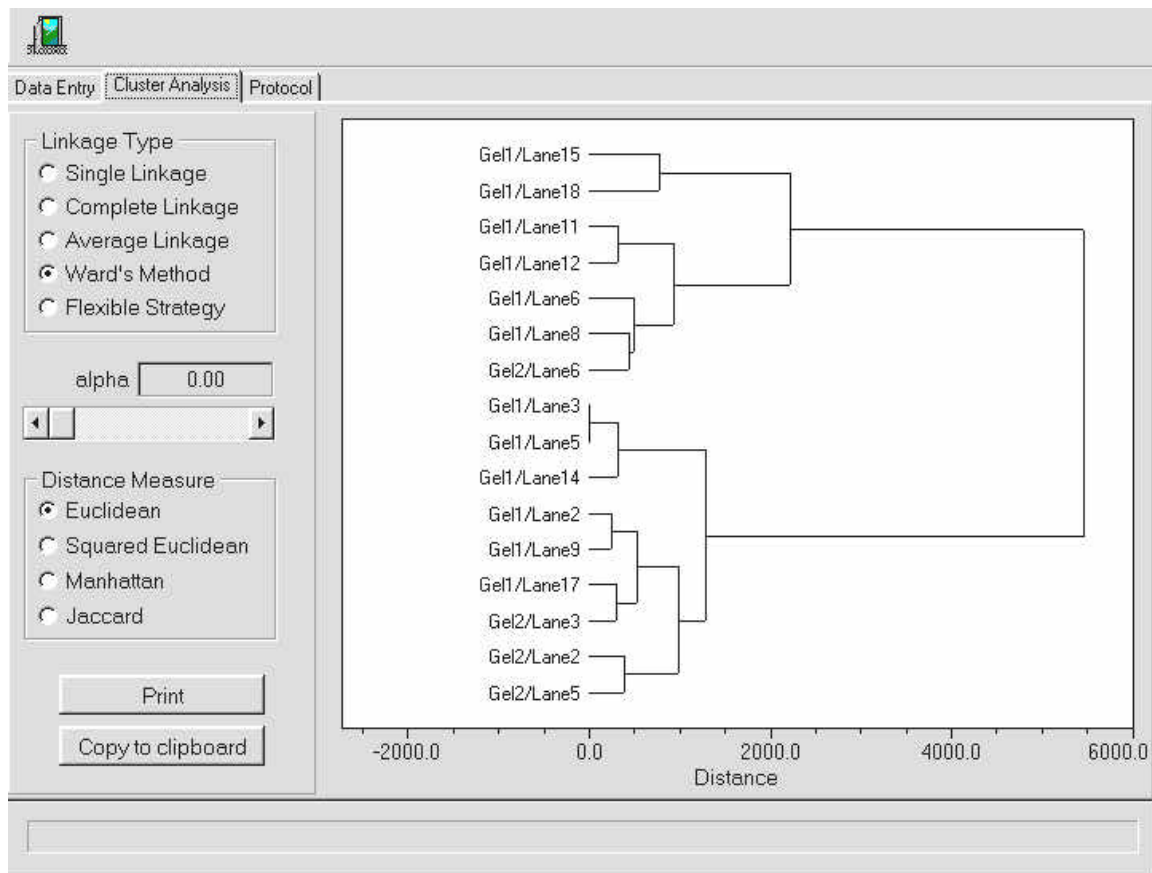 Data Entry
Cluster Analysis
Protocol
Linkage Type
Single Linkage
Complete Linkage
Average Linkage
Ward's Method
Flexible Strategy
alpha
0.00
Distance Measure
Euclidean
Squared Euclidean
Manhattan
Jaccard
Print
Copy to clipboard
Gel1/Lane15
Gel1/Lane18
Gel1/Lane11
Gel1/Lane12
Gel1/Lane6
Gel1/Lane8
Gel2/Lane6
Gel1/Lane3
Gel1/Lane5
Gel1/Lane14
Gel1/Lane2
Gel1/Lane9
Gel1/Lane17
Gel2/Lane3
Gel2/Lane2
Gel2/Lane5
-2000.0 0.0 2000.0 4000.0 6000.0
Distance